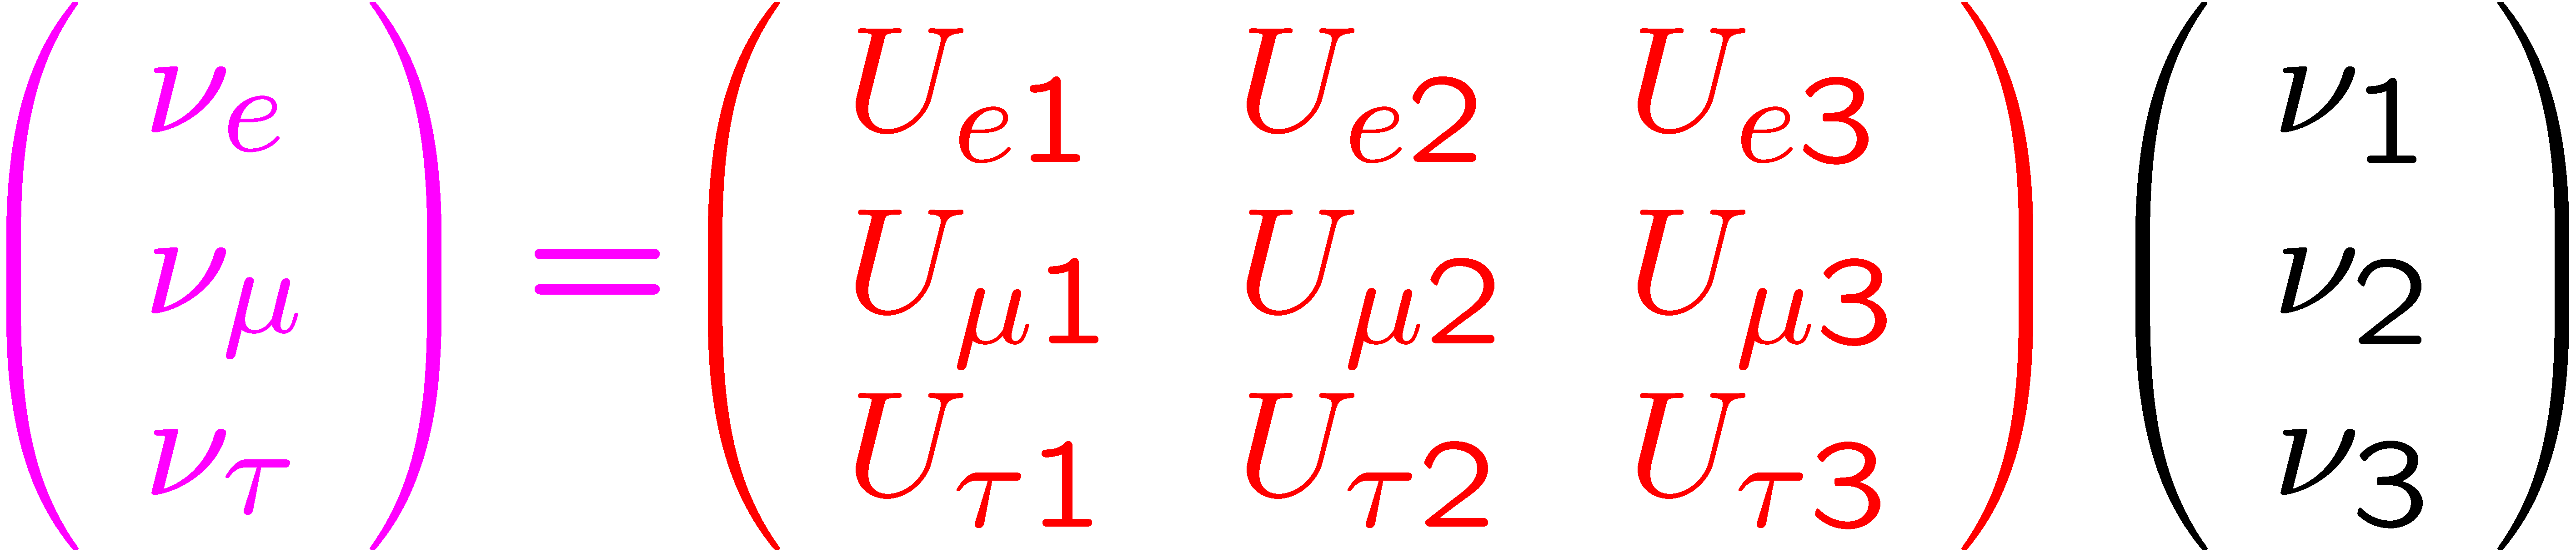 ( ν_e ) = ( U_e1 U_e2 U_e3 ) ( ν_1 )
( ν_μ ) = ( U_μ1 U_μ2 U_μ3 ) ( ν_2 )
( ν_τ ) = ( U_τ1 U_τ2 U_τ3 ) ( ν_3 )